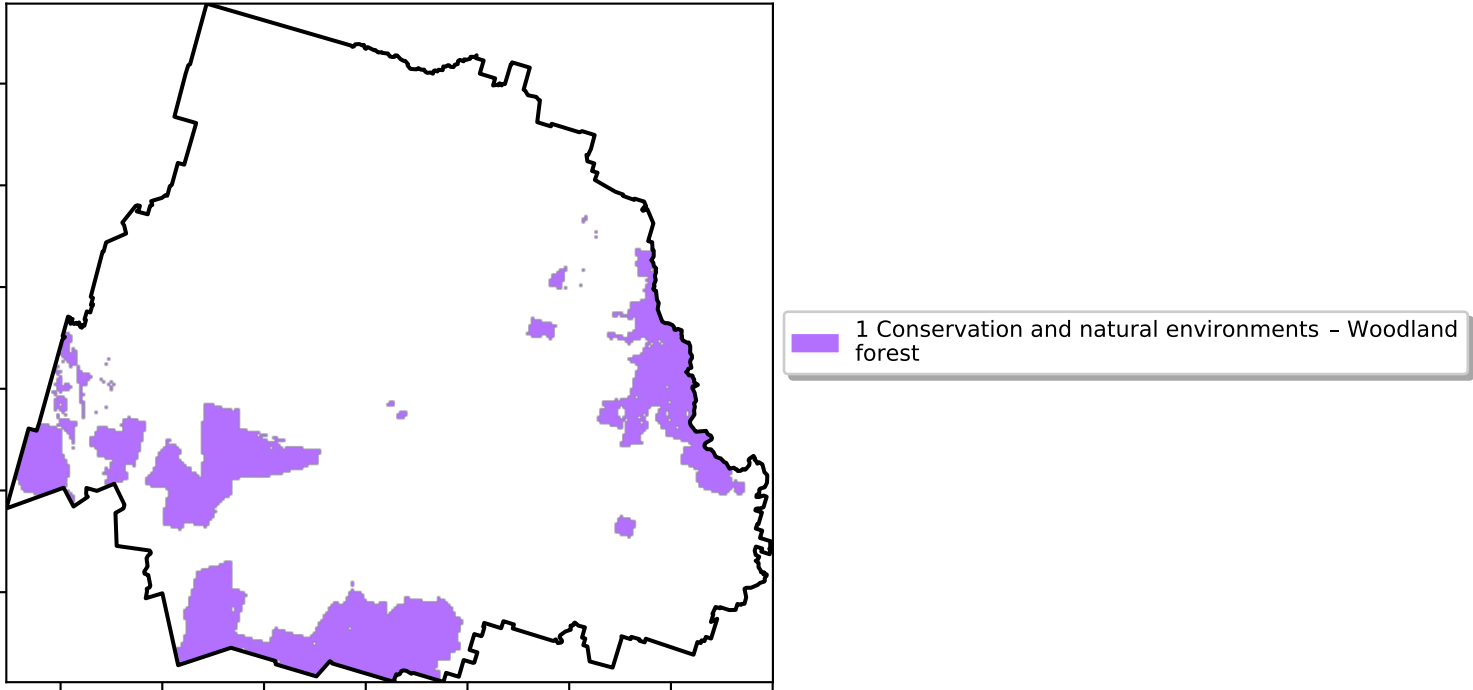 1 Conservation and natural environments – Woodland
forest